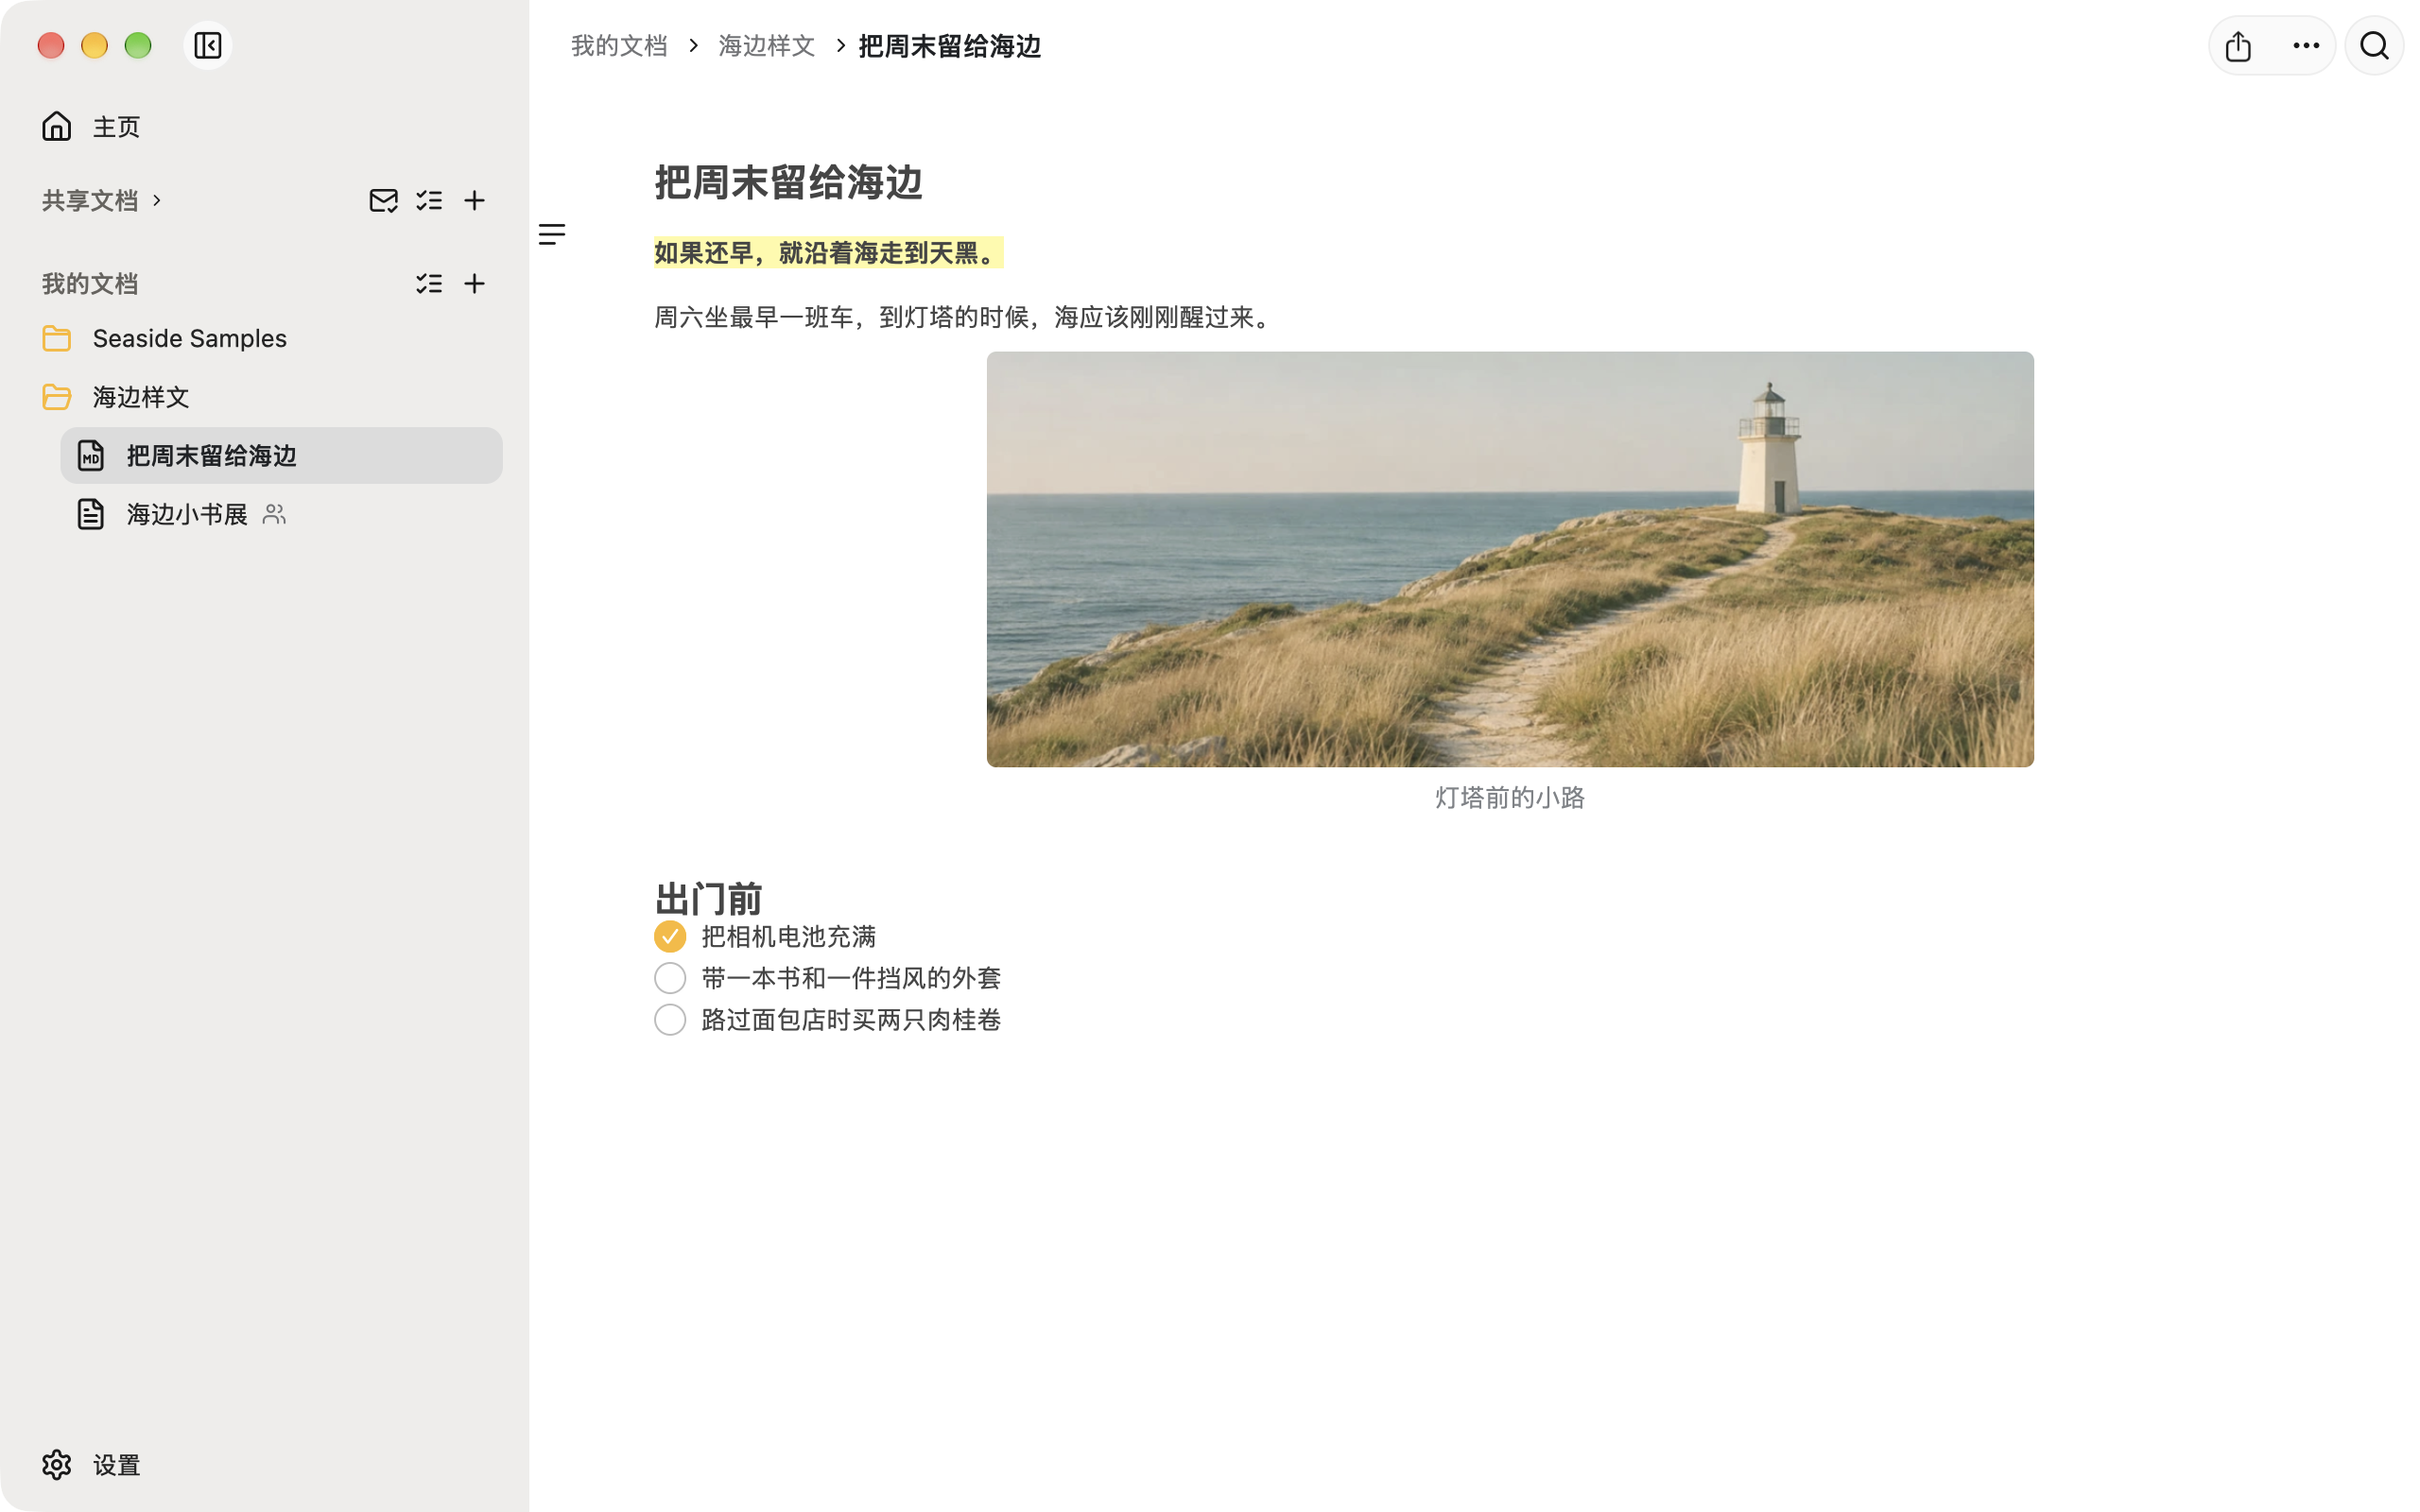 我的文档 > 海边样文 > 把周末留给海边
主页
共享文档 >
我的文档
Seaside Samples
海边样文
MD 把周末留给海边
海边小书展
设置
把周末留给海边
如果还早，就沿着海走到天黑。
周六坐最早一班车，到灯塔的时候，海应该刚刚醒过来。
灯塔前的小路
出门前
把相机电池充满
带一本书和一件挡风的外套
路过面包店时买两只肉桂卷